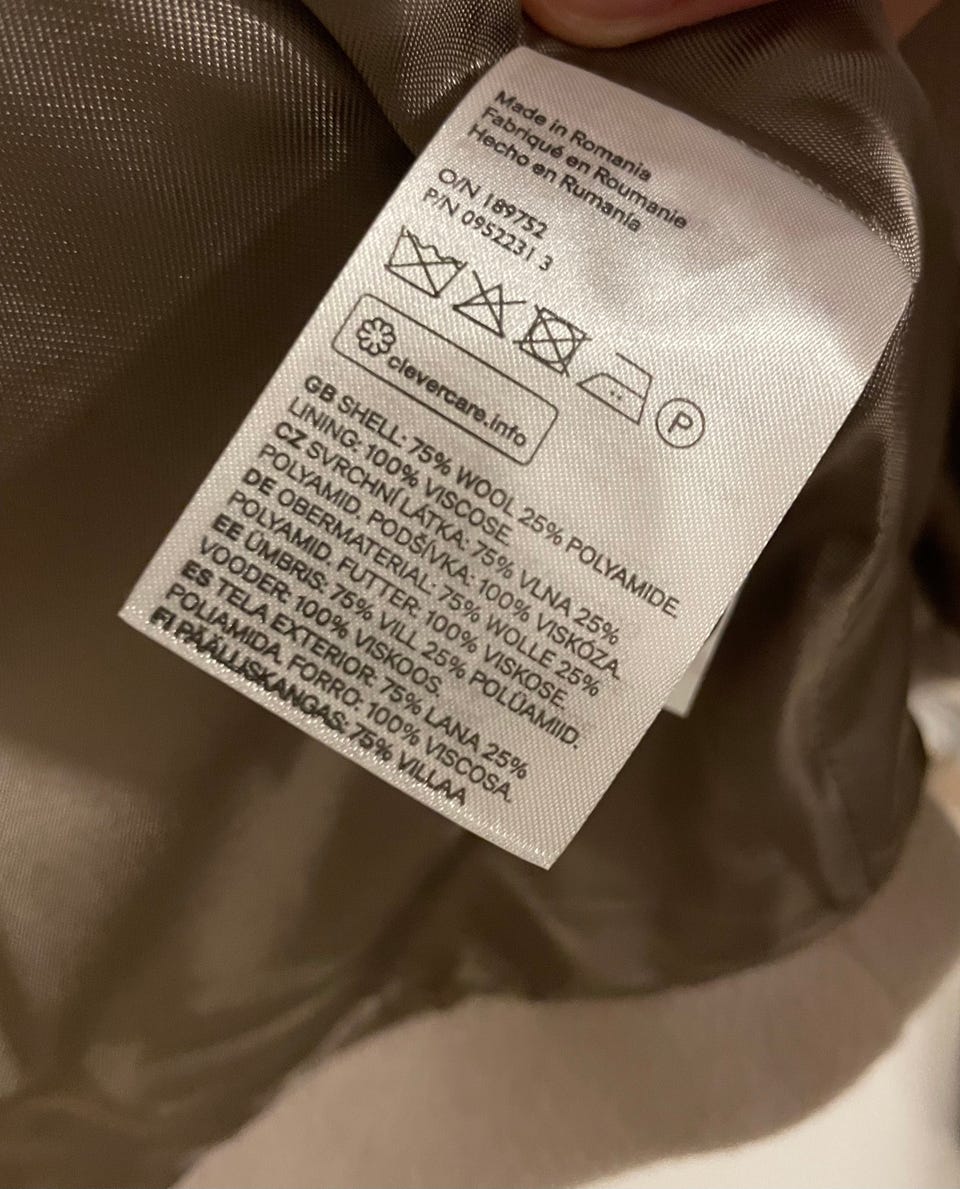 Made in Romania
Fabriqué en Roumanie
Hecho en Rumanía
O/N 189752
P/N 0952231 3
P
clevercare.info
GB SHELL: 75% WOOL 25% POLYAMIDE.
LINING: 100% VISCOSE.
CZ SVRCHNÍ LÁTKA: 75% VLNA 25%
POLYAMID. PODŠÍVKA: 100% VISKÓZA.
DE OBERMATERIAL: 75% WOLLE 25%
POLYAMID. FUTTER: 100% VISKOSE.
EE ÜMBRIS: 75% VILL 25% POLÜAMIID.
VOODER: 100% VISKOOS.
ES TELA EXTERIOR: 75% LANA 25%
POLIAMIDA. FORRO: 100% VISCOSA.
FI PÄÄLLISKANGAS: 75% VILLAA